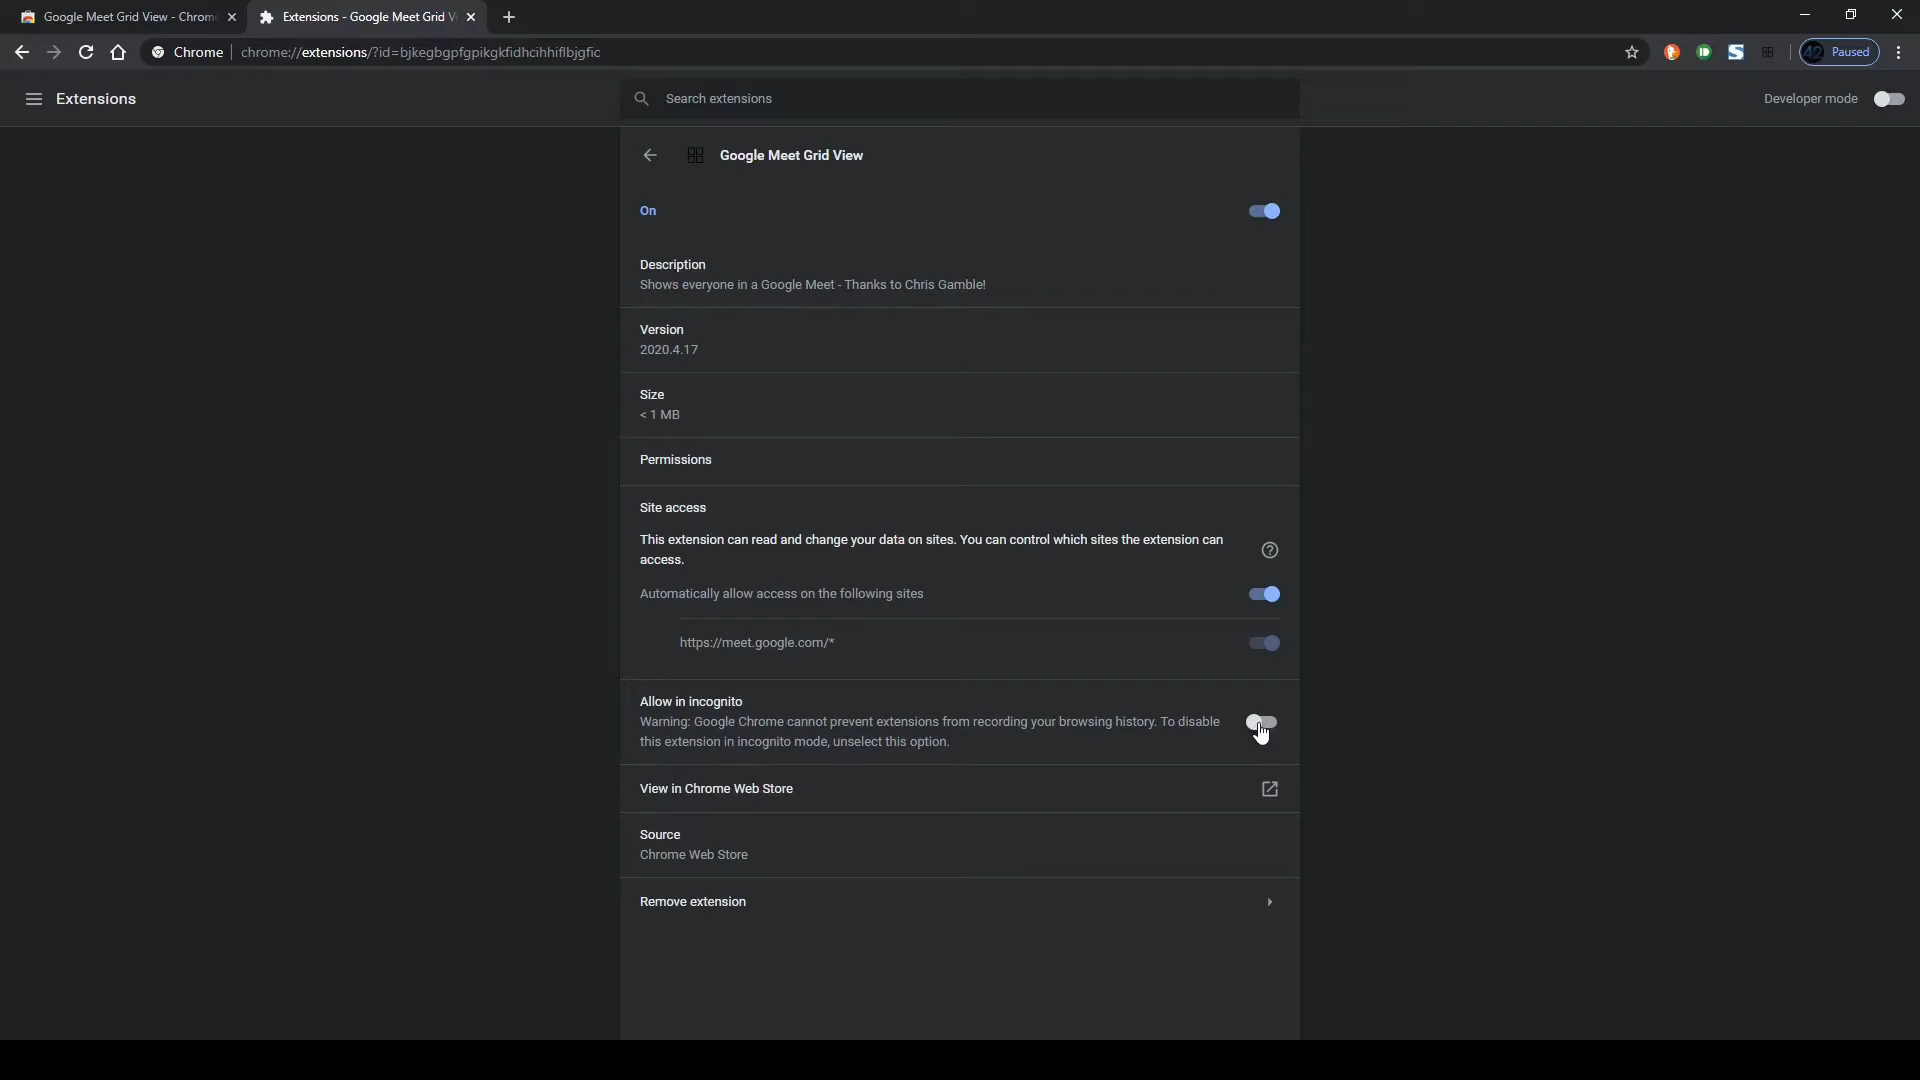 Google Meet Grid View - Chrome
Extensions - Google Meet Grid Vi
Chrome
chrome://extensions/?id=bjkegbgpfgpikgkfidhcihhiflbjgfic
42
Paused
Extensions
Search extensions
Developer mode
Google Meet Grid View
On
Description
Shows everyone in a Google Meet - Thanks to Chris Gamble!
Version
2020.4.17
Size
< 1 MB
Permissions
Site access
This extension can read and change your data on sites. You can control which sites the extension can
access.
Automatically allow access on the following sites
https://meet.google.com/*
Allow in incognito
Warning: Google Chrome cannot prevent extensions from recording your browsing history. To disable
this extension in incognito mode, unselect this option.
View in Chrome Web Store
Source
Chrome Web Store
Remove extension